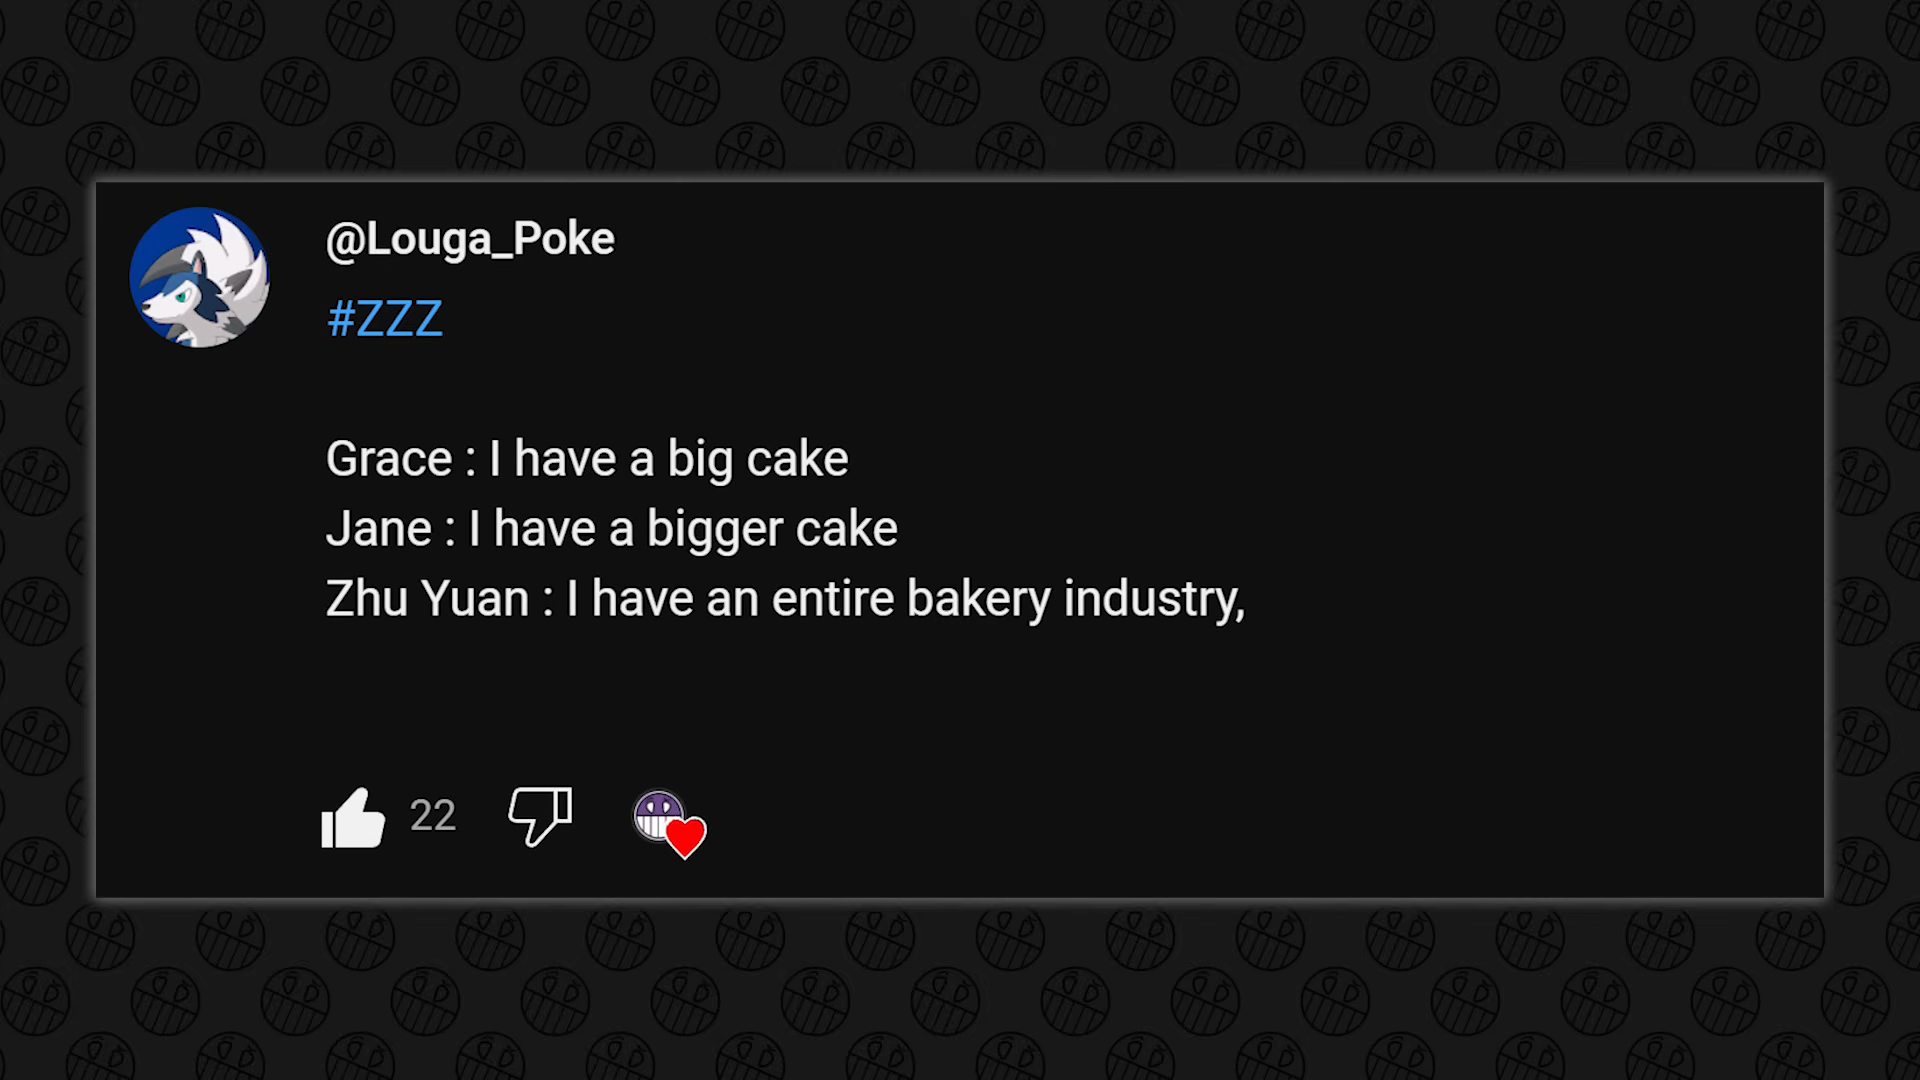 @Louga_Poke
#ZZZ
Grace : I have a big cake
Jane : I have a bigger cake
Zhu Yuan : I have an entire bakery industry,
22